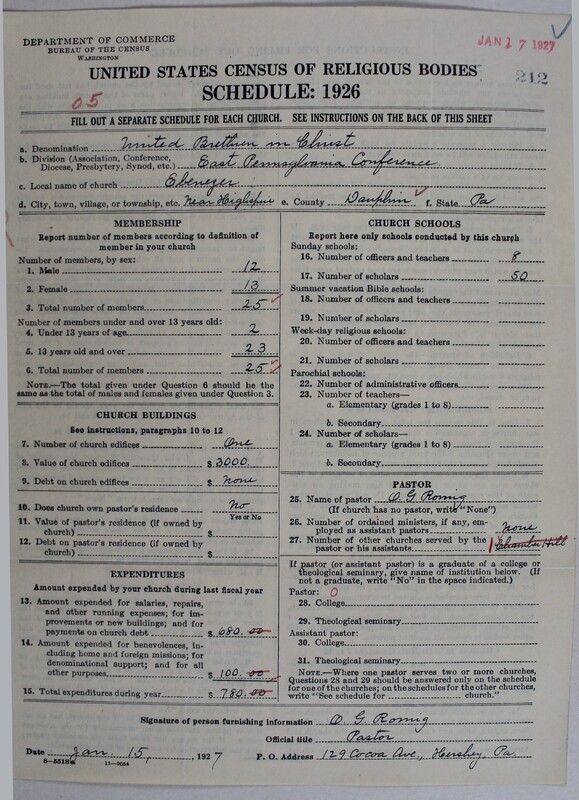 DEPARTMENT OF COMMERCE
BUREAU OF THE CENSUS
WASHINGTON
JAN 17 1927
UNITED STATES CENSUS OF RELIGIOUS BODIES
212
SCHEDULE: 1926
05
FILL OUT A SEPARATE SCHEDULE FOR EACH CHURCH. SEE INSTRUCTIONS ON THE BACK OF THIS SHEET
a. Denomination United Brethren in Christ
b. Division (Association, Conference, Diocese, Presbytery, Synod, etc.) East Pennsylvania Conference
c. Local name of church Ebenezer
d. City, town, village, or township, etc. Near Highspire e. County Dauphin f. State Pa
MEMBERSHIP
Report number of members according to definition of
member in your church
Number of members, by sex:
1. Male 12
2. Female 13
3. Total number of members 25
Number of members under and over 13 years old:
4. Under 13 years of age 2
5. 13 years old and over 23
6. Total number of members 25
NOTE.—The total given under Question 6 should be
same as the total of males and females given under Question 3.
CHURCH BUILDINGS
See instructions, paragraphs 10 to 12
7. Number of church edifices One
8. Value of church edifices $ 3000.
9. Debt on church edifices $ none
10. Does church own pastor's residence No
Yes or No
11. Value of pastor's residence (if owned by
church) $
12. Debt on pastor's residence (if owned by
church) $
EXPENDITURES
Amount expended by church during last fiscal year
13. Amount expended for salaries, repairs,
and other running expenses; for im-
provements or new buildings; and for
payments on church debt $ 680.00
14. Amount expended for benevolences, in-
cluding home and foreign missions; for
denominational support; and for all
other purposes $ 100.00
15. Total expenditures during year $ 780.00
CHURCH SCHOOLS
Report here only schools conducted by this church
Sunday schools:
16. Number of officers and teachers 8
17. Number of scholars 50
Summer vacation Bible schools:
18. Number of officers and teachers
19. Number of scholars
Week-day religious schools:
20. Number of officers and teachers
21. Number of scholars
Parochial schools:
22. Number of administrative officers
23. Number of teachers—
a. Elementary (grades 1 to 8)
b. Secondary
24. Number of scholars—
a. Elementary (grades 1 to 8)
b. Secondary
PASTOR
25. Name of pastor O. G. Romig
(If church has no pastor, write "None")
26. Number of ordained ministers, if any, em-
ployed as assistant pastors none
27. Number of other churches served by the
pastor or his assistants 1
If pastor (or assistant pastor) is a graduate of a college or
theological seminary, give name of institution below. (If
not a graduate, write "No" in the space indicated.)
Pastor: 0
28. College
29. Theological seminary
Assistant pastor:
30. College
31. Theological seminary
NOTE.—Where one pastor serves two or more churches,
Questions 28 and 29 should be answered only on the schedule
for one of the churches; on the schedules for the other churches,
write "See schedule for church."
Signature of person furnishing information O. G. Romig
Official title Pastor
Date Jan. 15, 1927 P. O. Address 129 Cocoa Ave., Hershey, Pa.
11—9084